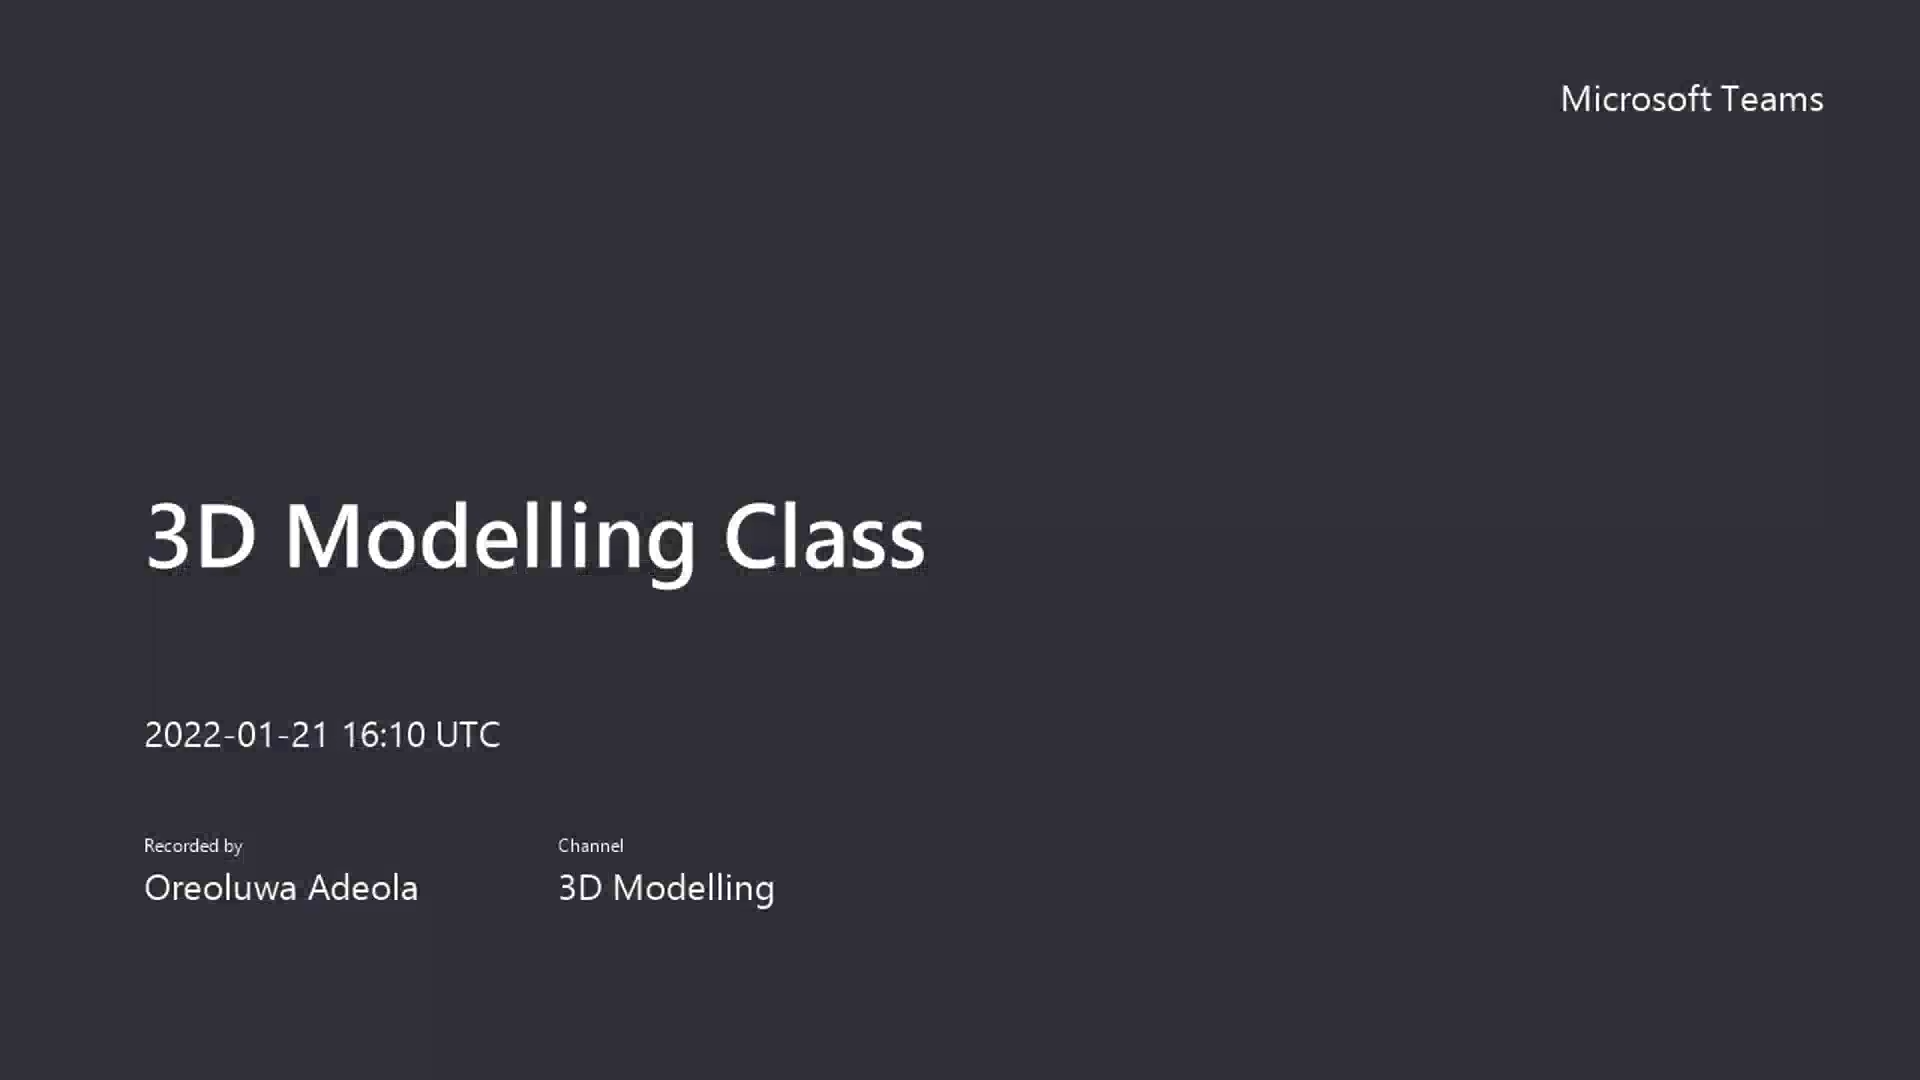 Microsoft Teams
3D Modelling Class
2022-01-21 16:10 UTC
Recorded by
Oreoluwa Adeola
Channel
3D Modelling